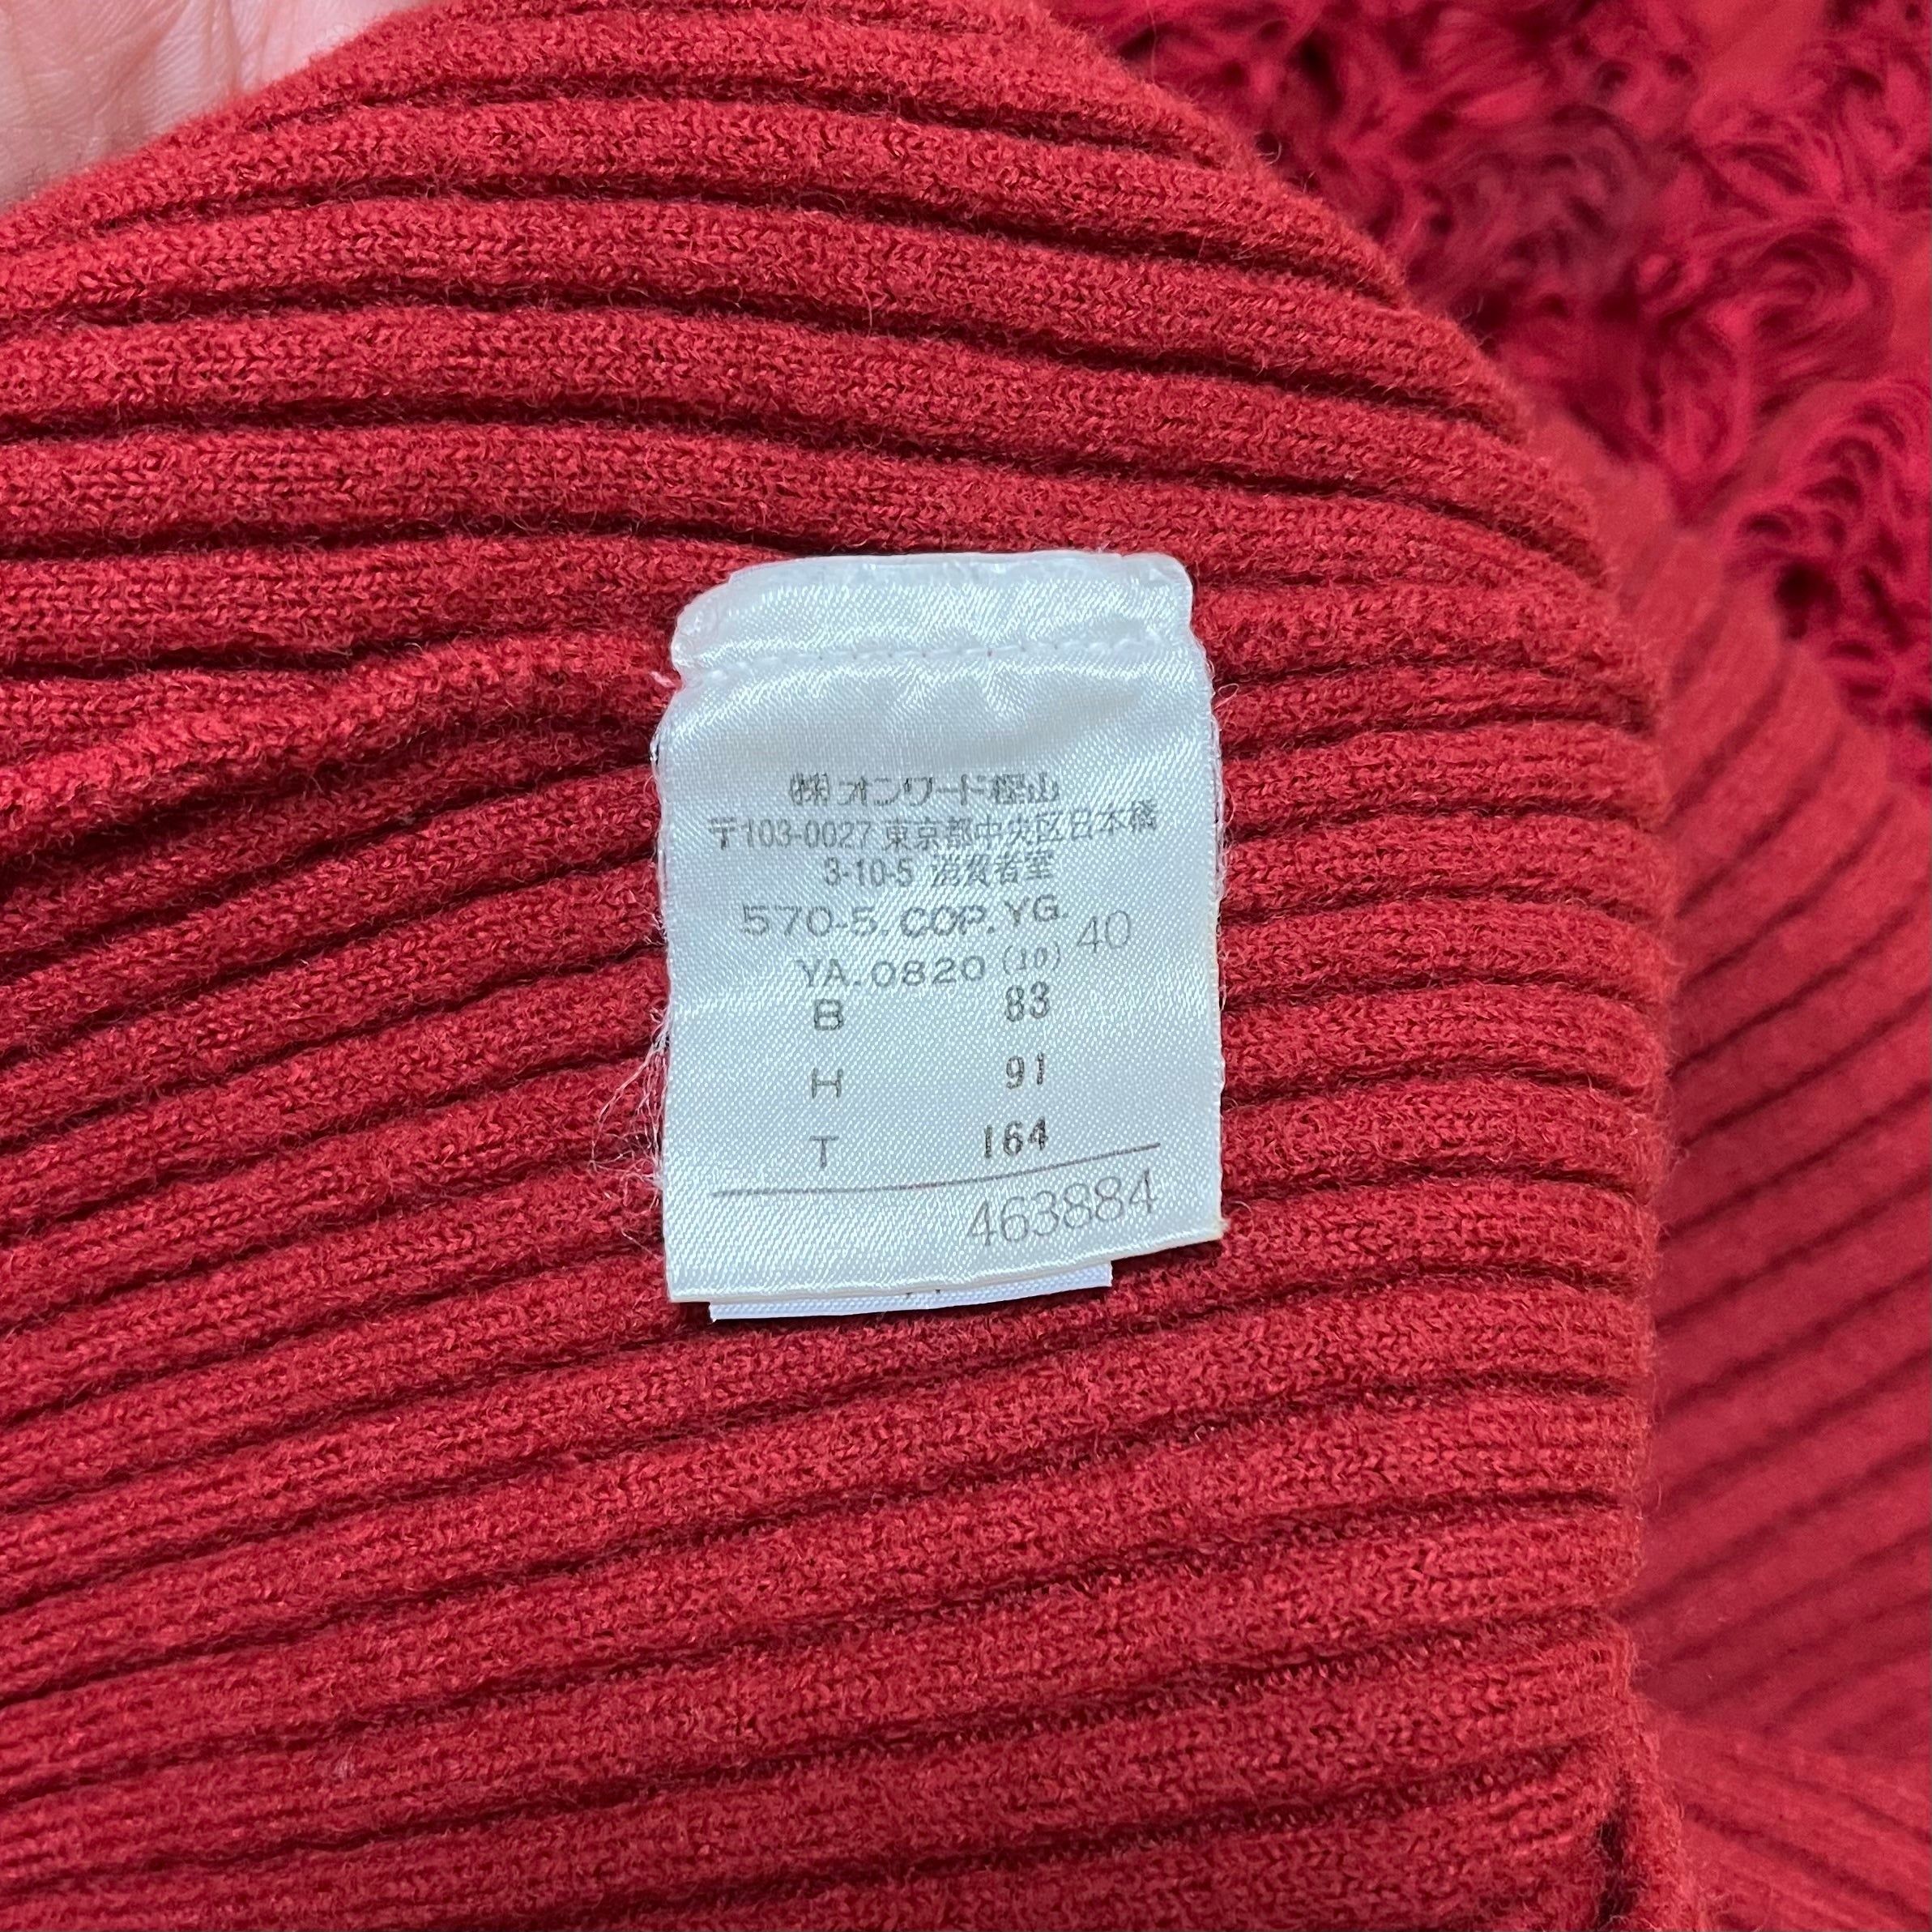 (株)オンワード樫山
〒103-0027 東京都中央区日本橋
3-10-5 消費者室
570-5.COP.YG.
YA.0820 (10) 40
B 83
H 91
T 164
463884